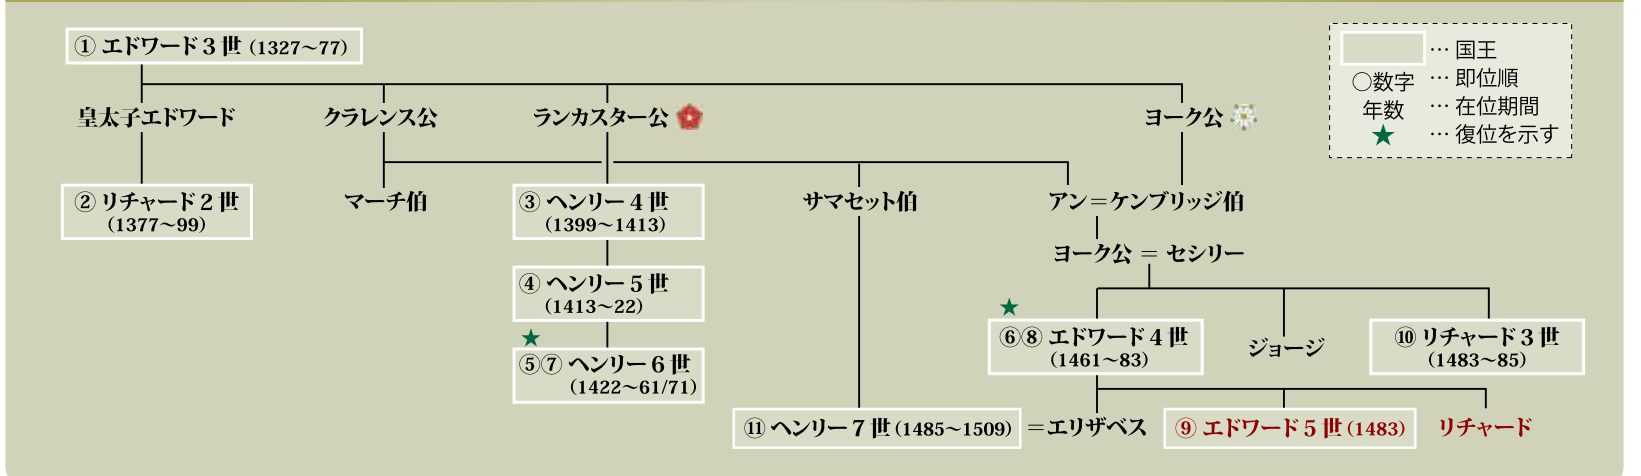 ① エドワード3世 (1327～77)
皇太子エドワード
クラレンス公
ランカスター公
ヨーク公
… 国王
○数字 … 即位順
年数 … 在位期間
★ … 復位を示す
② リチャード2世
(1377～99)
マーチ伯
③ ヘンリー4世
(1399～1413)
サマセット伯
アン＝ケンブリッジ伯
ヨーク公 ＝ セシリー
④ ヘンリー5世
(1413～22)
★
⑤⑦ ヘンリー6世
(1422～61/71)
★
⑥⑧ エドワード4世
(1461～83)
ジョージ
⑩ リチャード3世
(1483～85)
⑪ ヘンリー7世(1485～1509) ＝エリザベス
⑨ エドワード5世(1483)
リチャード